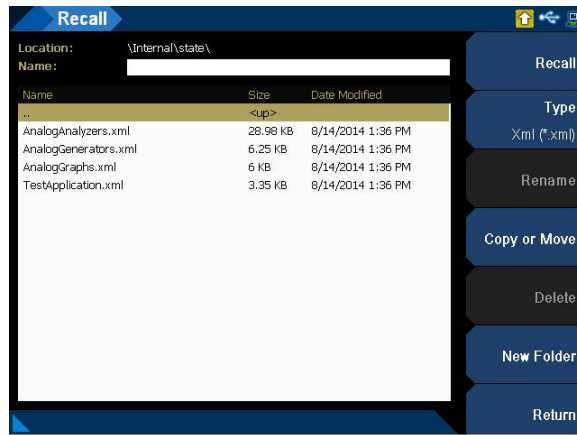 Recall
Location: \Internal\state\
Name:
Name Size Date Modified
.. <up>
AnalogAnalyzers.xml 28.98 KB 8/14/2014 1:36 PM
AnalogGenerators.xml 6.25 KB 8/14/2014 1:36 PM
AnalogGraphs.xml 6 KB 8/14/2014 1:36 PM
TestApplication.xml 3.35 KB 8/14/2014 1:36 PM
Recall
Type
Xml (*.xml)
Rename
Copy or Move
Delete
New Folder
Return